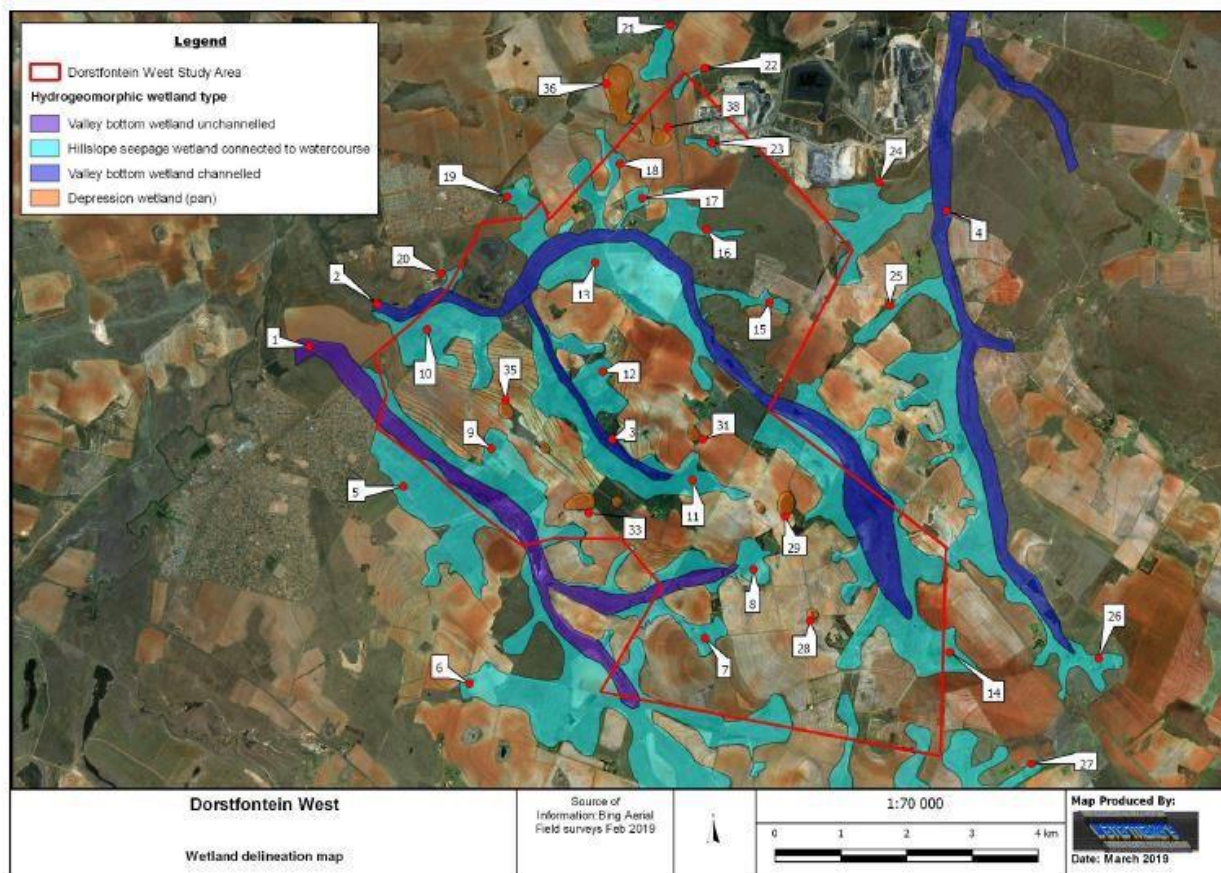 Legend
Dorstfontein West Study Area
Hydrogeomorphic wetland type
Valley bottom wetland unchannelled
Hillslope seepage wetland connected to watercourse
Valley bottom wetland channelled
Depression wetland (pan)
21
22
36
38
23
24
18
19
17
4
16
20
13
2
25
15
1
10
12
35
3
31
9
5
11
33
29
8
28
26
7
6
14
27
Dorstfontein West
Wetland delineation map
Source of
Information:Bing Aerial
Field surveys Feb 2019
1:70 000
0 1 2 3 4 km
Map Produced By:
Date: March 2019